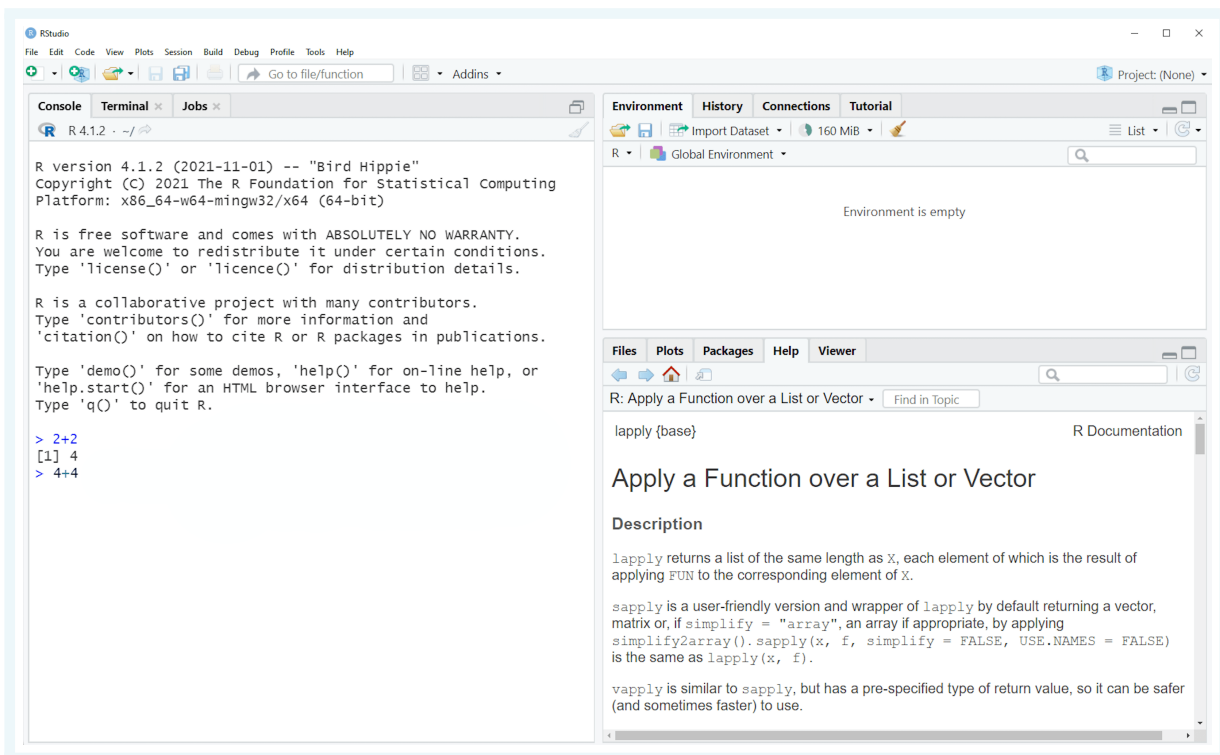 RStudio
File Edit Code View Plots Session Build Debug Profile Tools Help
Go to file/function Addins Project: (None)
Console Terminal Jobs
R 4.1.2 · ~/
R version 4.1.2 (2021-11-01) -- "Bird Hippie"
Copyright (C) 2021 The R Foundation for Statistical Computing
Platform: x86_64-w64-mingw32/x64 (64-bit)
R is free software and comes with ABSOLUTELY NO WARRANTY.
You are welcome to redistribute it under certain conditions.
Type 'license()' or 'licence()' for distribution details.
R is a collaborative project with many contributors.
Type 'contributors()' for more information and
'citation()' on how to cite R or R packages in publications.
Type 'demo()' for some demos, 'help()' for on-line help, or
'help.start()' for an HTML browser interface to help.
Type 'q()' to quit R.
> 2+2
[1] 4
> 4+4
Environment History Connections Tutorial
Import Dataset 160 MiB List
R Global Environment
Environment is empty
Files Plots Packages Help Viewer
R: Apply a Function over a List or Vector Find in Topic
lapply {base} R Documentation
Apply a Function over a List or Vector
Description
lapply returns a list of the same length as X, each element of which is the result of
applying FUN to the corresponding element of X.
sapply is a user-friendly version and wrapper of lapply by default returning a vector,
matrix or, if simplify = "array", an array if appropriate, by applying
simplify2array(). sapply(x, f, simplify = FALSE, USE.NAMES = FALSE)
is the same as lapply(x, f).
vapply is similar to sapply, but has a pre-specified type of return value, so it can be safer
(and sometimes faster) to use.